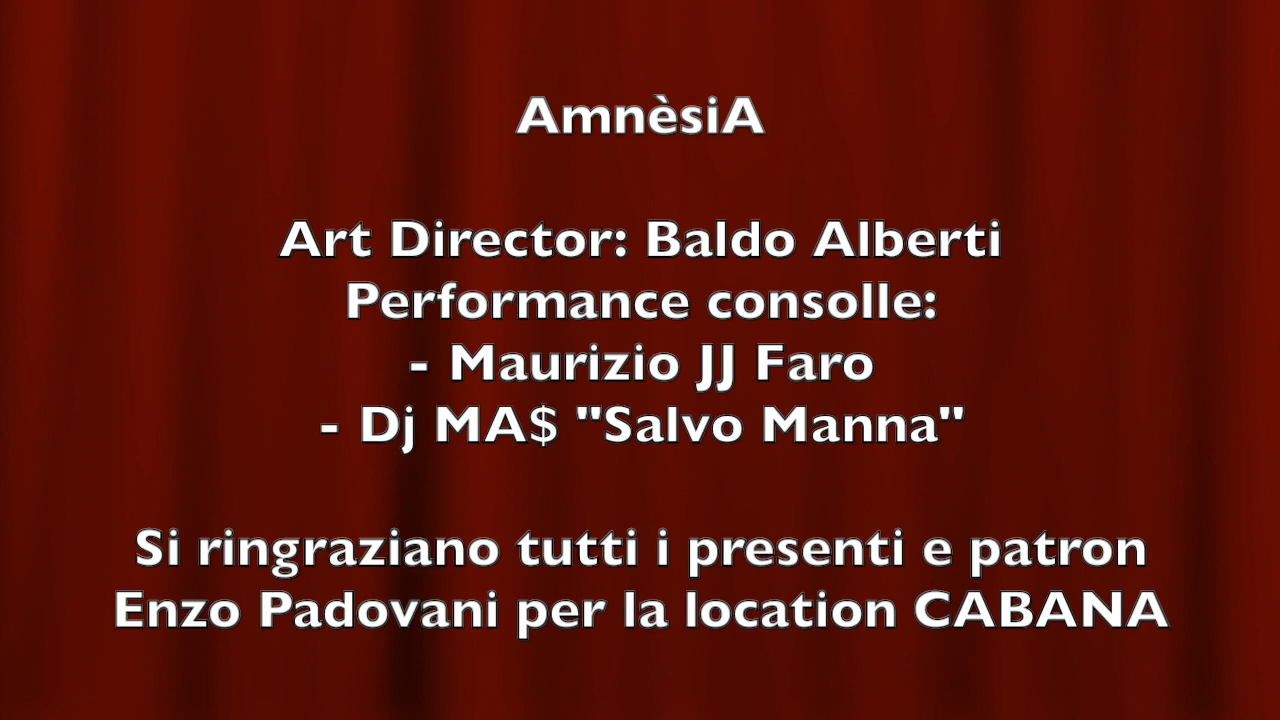 AmnèsiA
Art Director: Baldo Alberti
Performance consolle:
- Maurizio JJ Faro
- Dj MA$ "Salvo Manna"
Si ringraziano tutti i presenti e patron
Enzo Padovani per la location CABANA